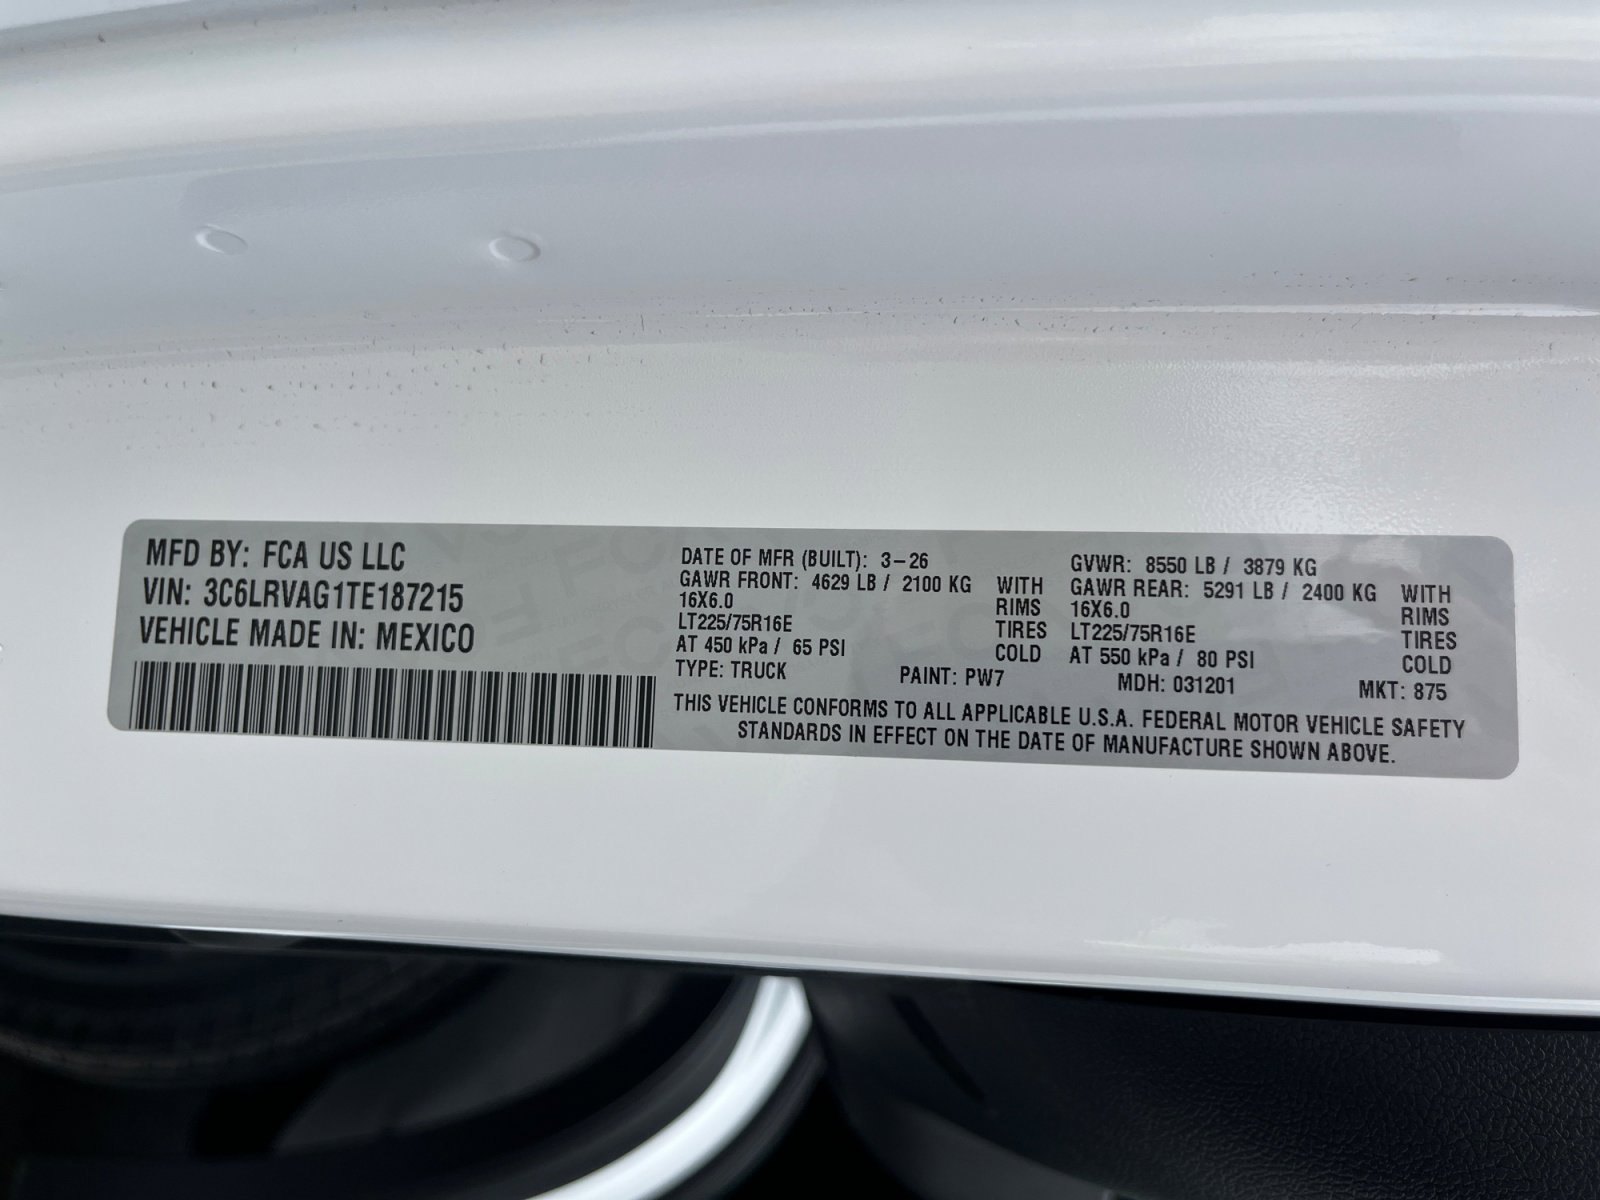 MFD BY: FCA US LLC
VIN: 3C6LRVAG1TE187215
VEHICLE MADE IN: MEXICO
DATE OF MFR (BUILT): 3-26
GAWR FRONT: 4629 LB / 2100 KG WITH
16X6.0 RIMS
LT225/75R16E TIRES
AT 450 kPa / 65 PSI COLD
GVWR: 8550 LB / 3879 KG
GAWR REAR: 5291 LB / 2400 KG WITH
16X6.0 RIMS
LT225/75R16E TIRES
AT 550 kPa / 80 PSI COLD
TYPE: TRUCK PAINT: PW7 MDH: 031201 MKT: 875
THIS VEHICLE CONFORMS TO ALL APPLICABLE U.S.A. FEDERAL MOTOR VEHICLE SAFETY
STANDARDS IN EFFECT ON THE DATE OF MANUFACTURE SHOWN ABOVE.